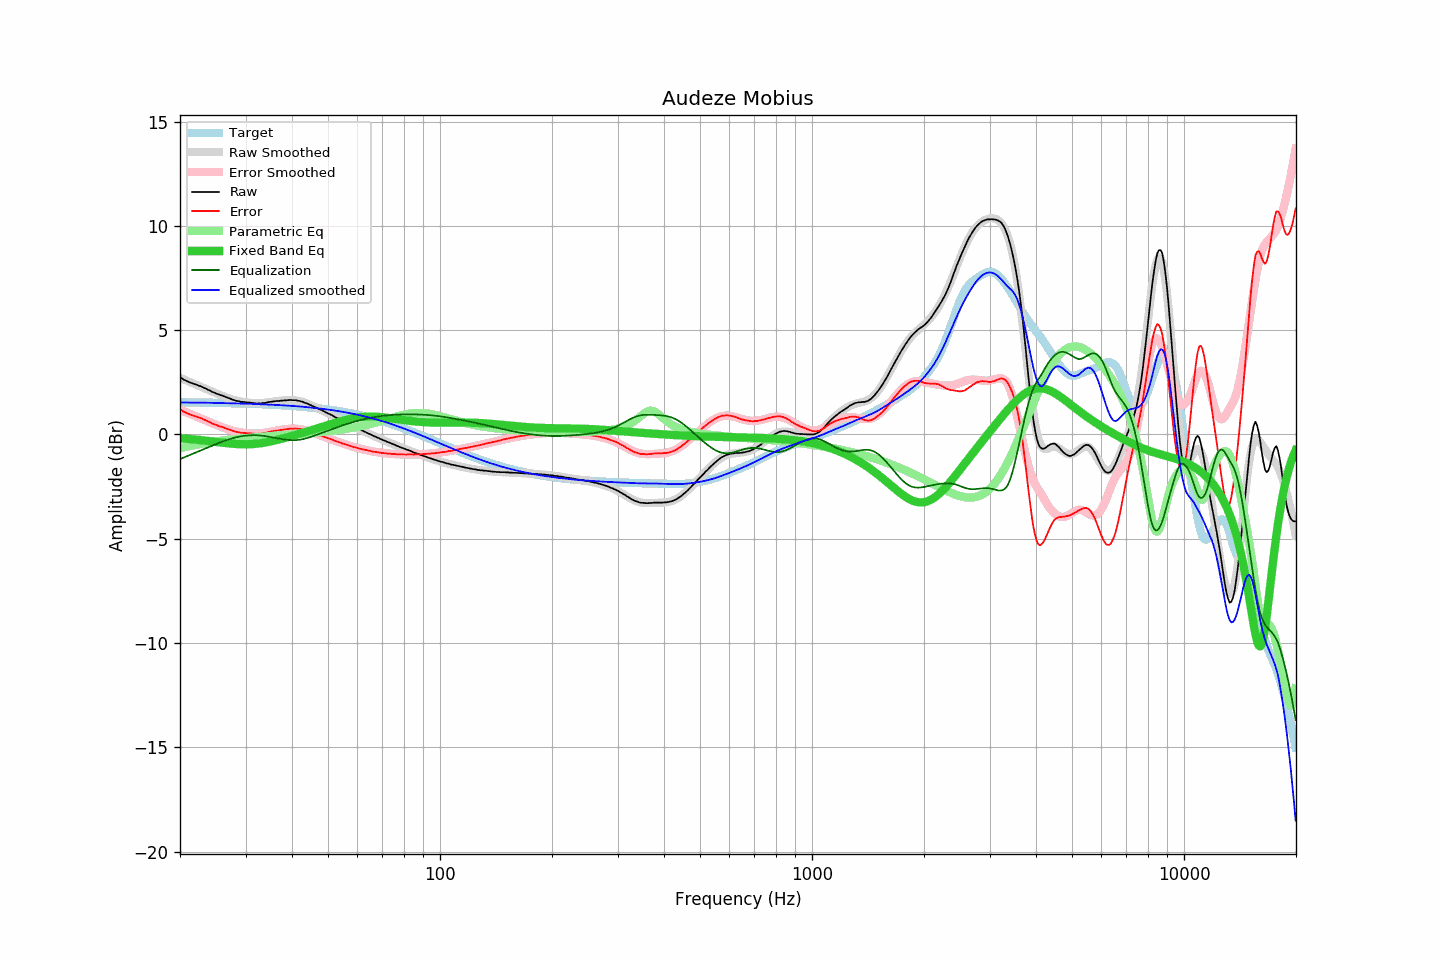 Audeze Mobius
15
10
5
0
−5
−10
−15
−20
Amplitude (dBr)
Target
Raw Smoothed
Error Smoothed
Raw
Error
Parametric Eq
Fixed Band Eq
Equalization
Equalized smoothed
100
1000
10000
Frequency (Hz)